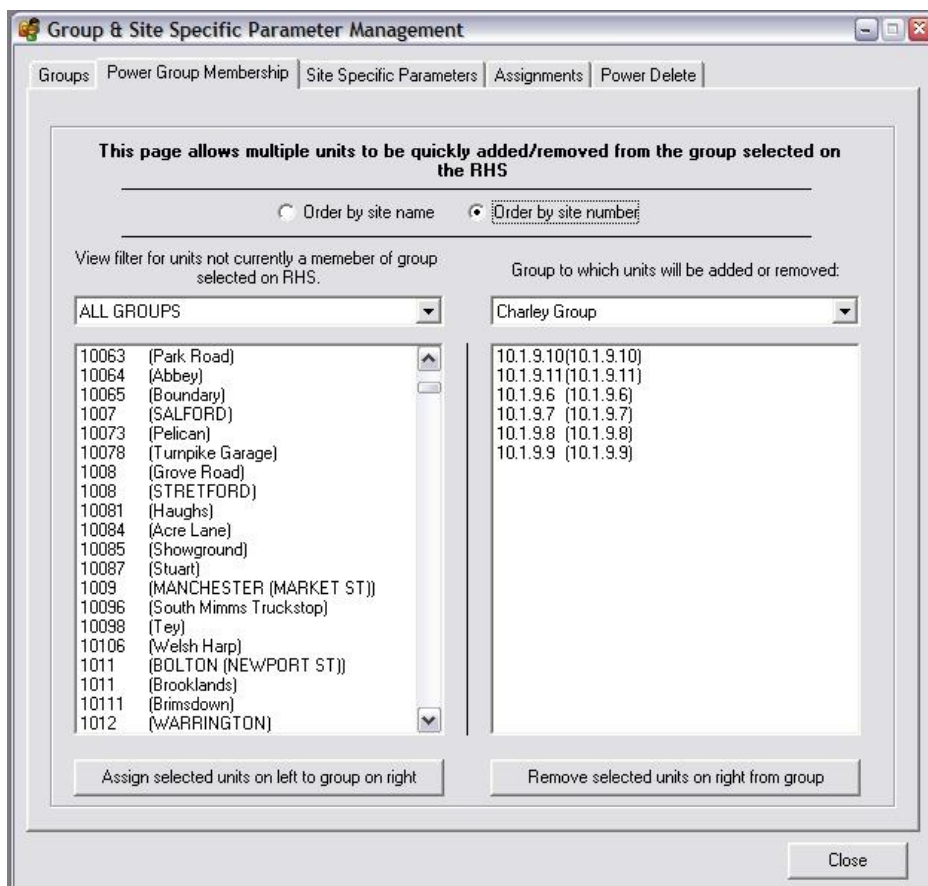 Group & Site Specific Parameter Management
Groups Power Group Membership Site Specific Parameters Assignments Power Delete
This page allows multiple units to be quickly added/removed from the group selected on
the RHS
Order by site name Order by site number
View filter for units not currently a memeber of group
selected on RHS.
Group to which units will be added or removed:
ALL GROUPS
Charley Group
10063 (Park Road)
10064 (Abbey)
10065 (Boundary)
1007 (SALFORD)
10073 (Pelican)
10078 (Turnpike Garage)
1008 (Grove Road)
1008 (STRETFORD)
10081 (Haughs)
10084 (Acre Lane)
10085 (Showground)
10087 (Stuart)
1009 (MANCHESTER (MARKET ST))
10096 (South Mimms Truckstop)
10098 (Tey)
10106 (Welsh Harp)
1011 (BOLTON (NEWPORT ST))
1011 (Brooklands)
10111 (Brimsdown)
1012 (WARRINGTON)
10.1.9.10(10.1.9.10)
10.1.9.11(10.1.9.11)
10.1.9.6 (10.1.9.6)
10.1.9.7 (10.1.9.7)
10.1.9.8 (10.1.9.8)
10.1.9.9 (10.1.9.9)
Assign selected units on left to group on right
Remove selected units on right from group
Close